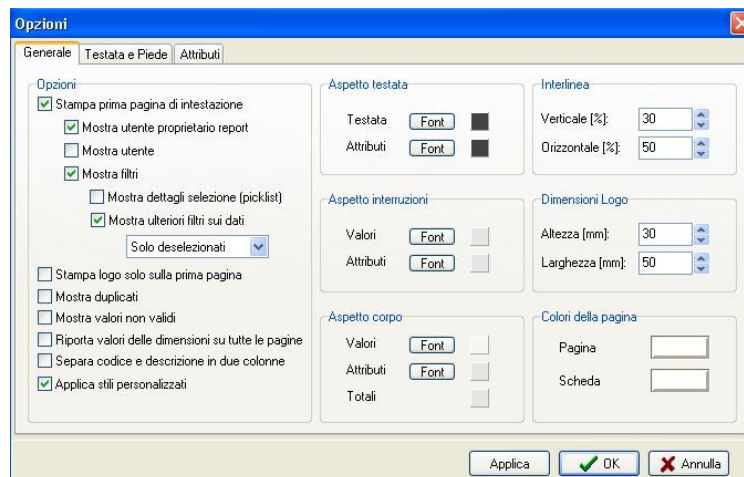 Opzioni
Generale
Testata e Piede
Attributi
Opzioni
Stampa prima pagina di intestazione
Mostra utente proprietario report
Mostra utente
Mostra filtri
Mostra dettagli selezione (picklist)
Mostra ulteriori filtri sui dati
Solo deselezionati
Stampa logo solo sulla prima pagina
Mostra duplicati
Mostra valori non validi
Riporta valori delle dimensioni su tutte le pagine
Separa codice e descrizione in due colonne
Applica stili personalizzati
Aspetto testata
Testata Font
Attributi Font
Aspetto interruzioni
Valori Font
Attributi Font
Aspetto corpo
Valori Font
Attributi Font
Totali
Interlinea
Verticale [%]: 30
Orizzontale [%]: 50
Dimensioni Logo
Altezza [mm]: 30
Larghezza [mm]: 50
Colori della pagina
Pagina
Scheda
Applica
OK
Annulla